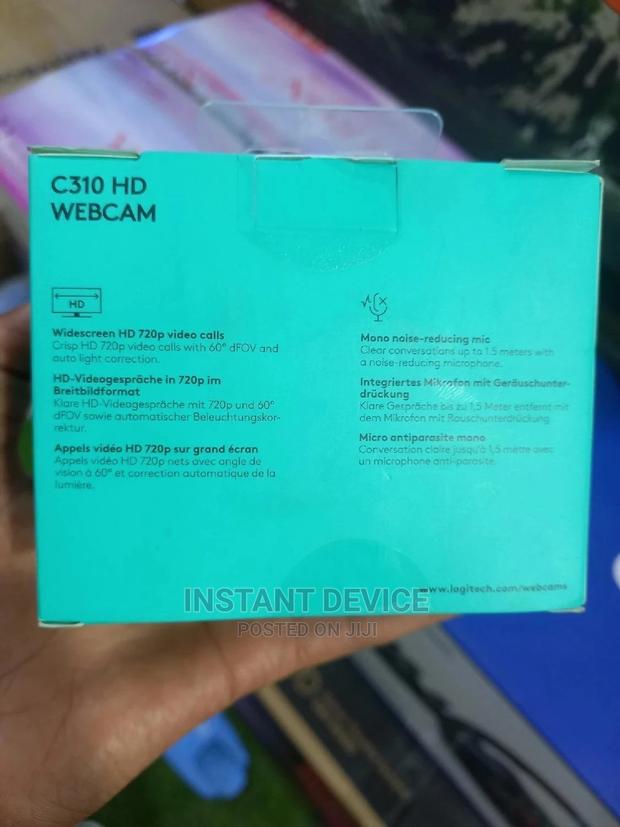 C310 HD
WEBCAM
HD
Widescreen HD 720p video calls
Crisp HD 720p video calls with 60° dFOV and
auto light correction.
HD-Videogespräche in 720p im
Breitbildformat
Klare HD-Videogespräche mit 720p und 60°
dFOV sowie automatischer Beleuchtungskor-
rektur.
Appels vidéo HD 720p sur grand écran
Appels vidéo HD 720p nets avec angle de
vision à 60° et correction automatique de la
lumière.
Mono noise-reducing mic
Clear conversations up to 1.5 meters with
a noise-reducing microphone.
Integriertes Mikrofon mit Geräuschunter-
drückung
Klare Gespräche bis zu 1,5 Meter entfernt mit
dem Mikrofon mit Rauschunterdrückung.
Micro antiparasite mono
Conversation claire jusqu'à 1,5 mètre avec
un microphone anti-parasite.
www.logitech.com/webcams
INSTANT DEVICE
POSTED ON JIJI